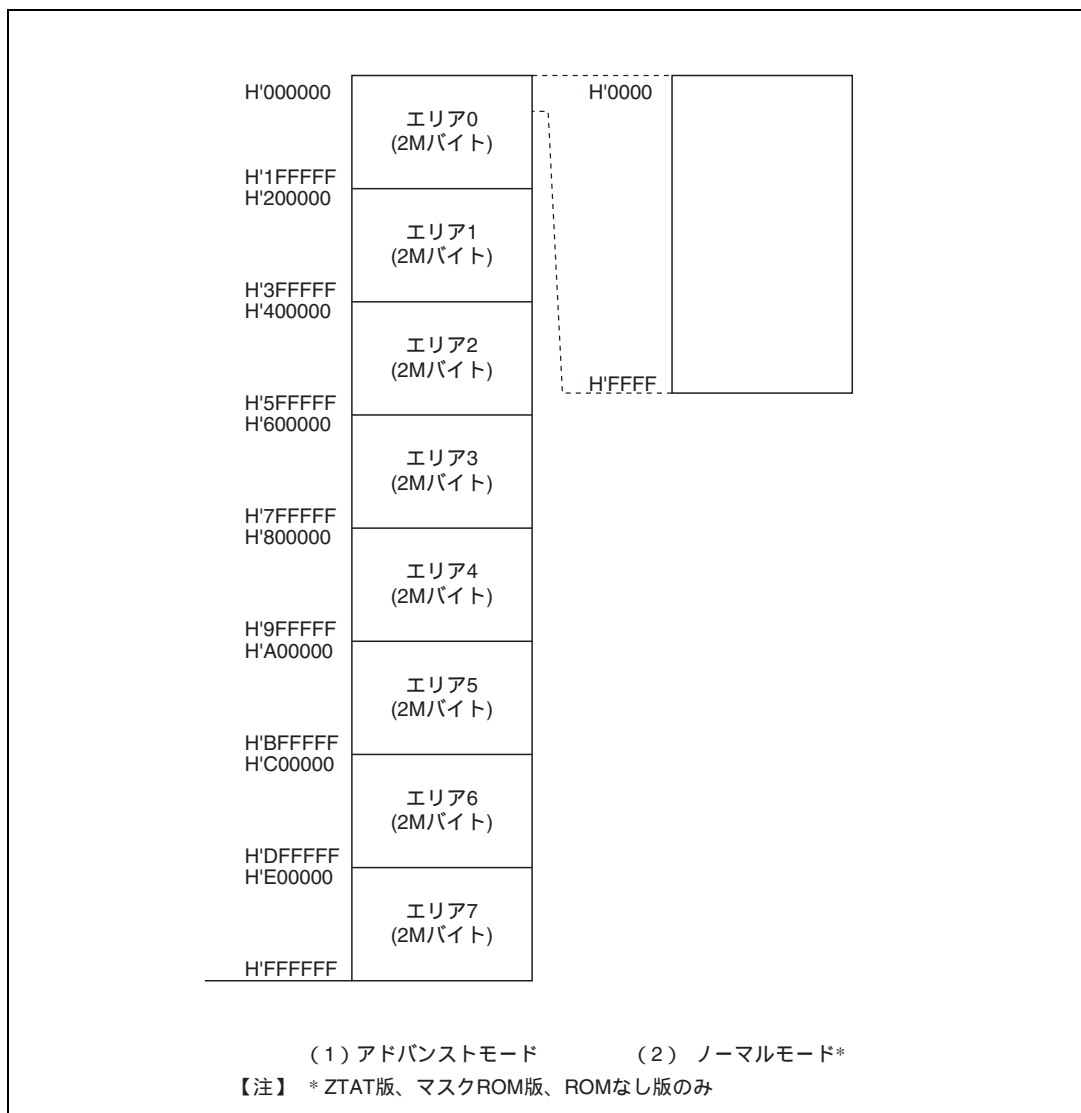 H'000000
エリア0
(2Mバイト)
H'1FFFFF
H'200000
エリア1
(2Mバイト)
H'3FFFFF
H'400000
エリア2
(2Mバイト)
H'5FFFFF
H'600000
エリア3
(2Mバイト)
H'7FFFFF
H'800000
エリア4
(2Mバイト)
H'9FFFFF
H'A00000
エリア5
(2Mバイト)
H'BFFFFF
H'C00000
エリア6
(2Mバイト)
H'DFFFFF
H'E00000
エリア7
(2Mバイト)
H'FFFFFF
H'0000
H'FFFF
(1)アドバンストモード
(2) ノーマルモード*
【注】 * ZTAT版、マスクROM版、ROMなし版のみ